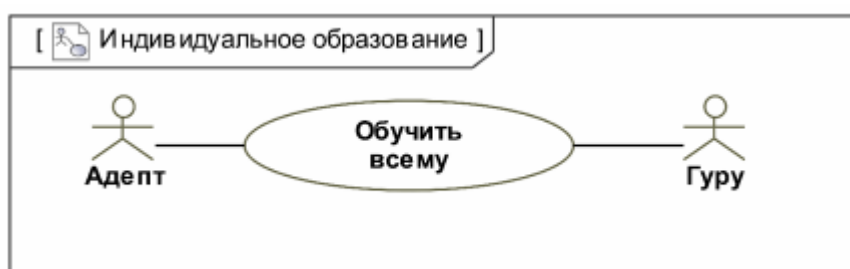 [ Индивидуальное образование ]
Обучить
всему
Адепт
Гуру